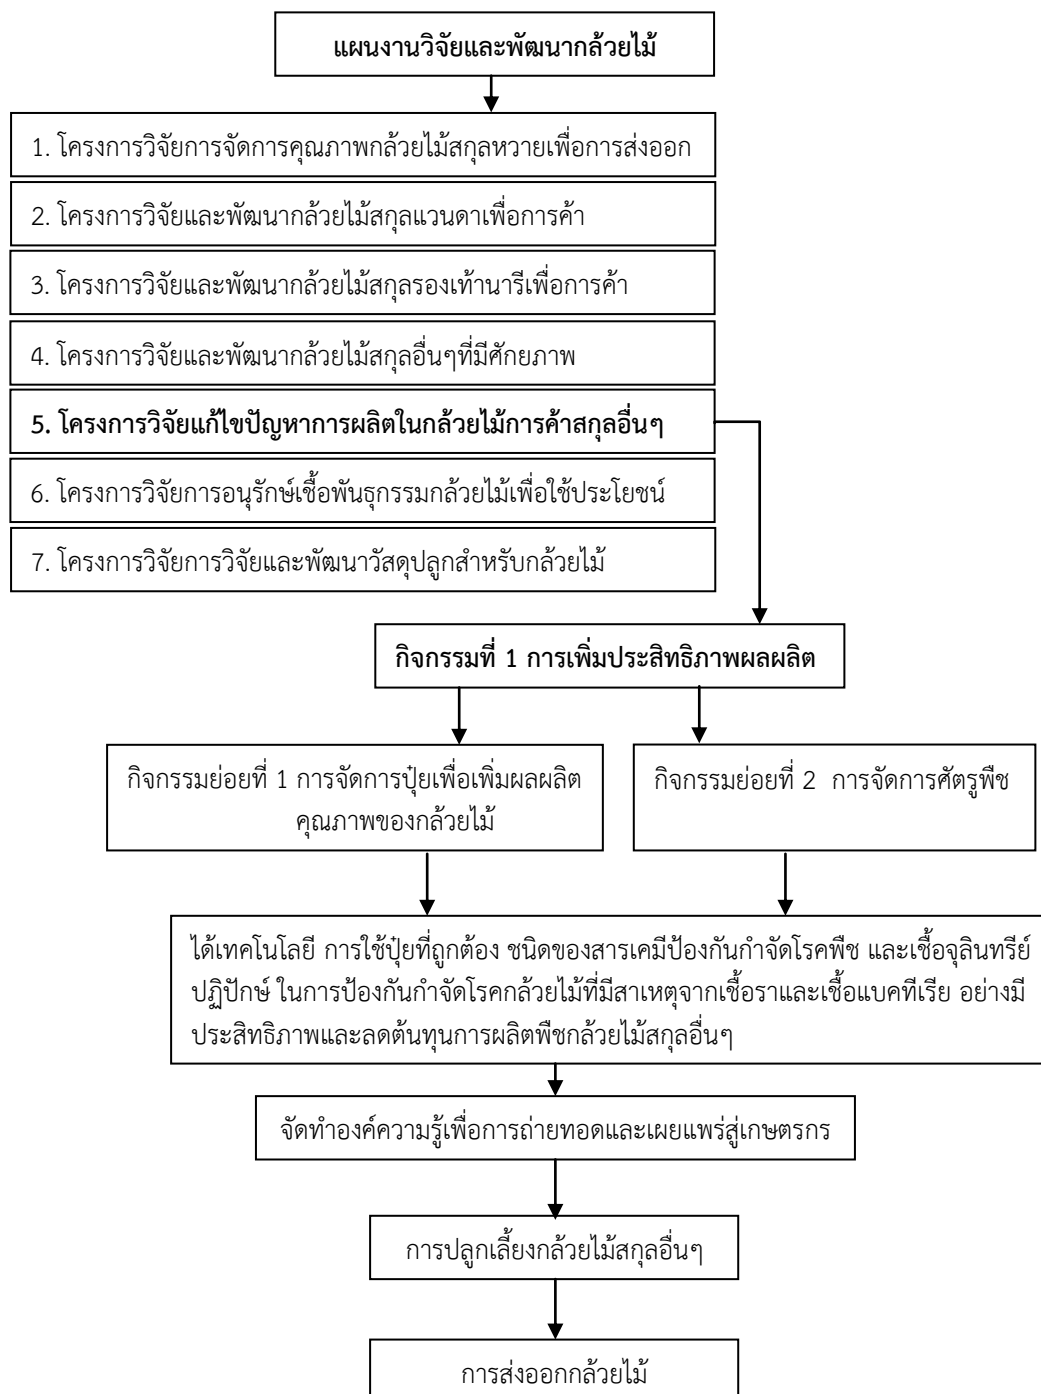 แผนงานวิจัยและพัฒนากล้วยไม้
1. โครงการวิจัยการจัดการคุณภาพกล้วยไม้สกุลหวายเพื่อการส่งออก
2. โครงการวิจัยและพัฒนากล้วยไม้สกุลแวนดาเพื่อการค้า
3. โครงการวิจัยและพัฒนากล้วยไม้สกุลรองเท้านารีเพื่อการค้า
4. โครงการวิจัยและพัฒนากล้วยไม้สกุลอื่นๆที่มีศักยภาพ
5. โครงการวิจัยแก้ไขปัญหาการผลิตในกล้วยไม้การค้าสกุลอื่นๆ
6. โครงการวิจัยการอนุรักษ์เชื้อพันธุกรรมกล้วยไม้เพื่อใช้ประโยชน์
7. โครงการวิจัยการวิจัยและพัฒนาวัสดุปลูกสำหรับกล้วยไม้
กิจกรรมที่ 1 การเพิ่มประสิทธิภาพผลผลิต
กิจกรรมย่อยที่ 1 การจัดการปุ๋ยเพื่อเพิ่มผลผลิต
คุณภาพของกล้วยไม้
กิจกรรมย่อยที่ 2  การจัดการศัตรูพืช
ได้เทคโนโลยี การใช้ปุ๋ยที่ถูกต้อง ชนิดของสารเคมีป้องกันกำจัดโรคพืช และเชื้อจุลินทรีย์
ปฏิปักษ์ ในการป้องกันกำจัดโรคกล้วยไม้ที่มีสาเหตุจากเชื้อราและเชื้อแบคทีเรีย อย่างมี
ประสิทธิภาพและลดต้นทุนการผลิตพืชกล้วยไม้สกุลอื่นๆ
จัดทำองค์ความรู้เพื่อการถ่ายทอดและเผยแพร่สู่เกษตรกร
การปลูกเลี้ยงกล้วยไม้สกุลอื่นๆ
การส่งออกกล้วยไม้